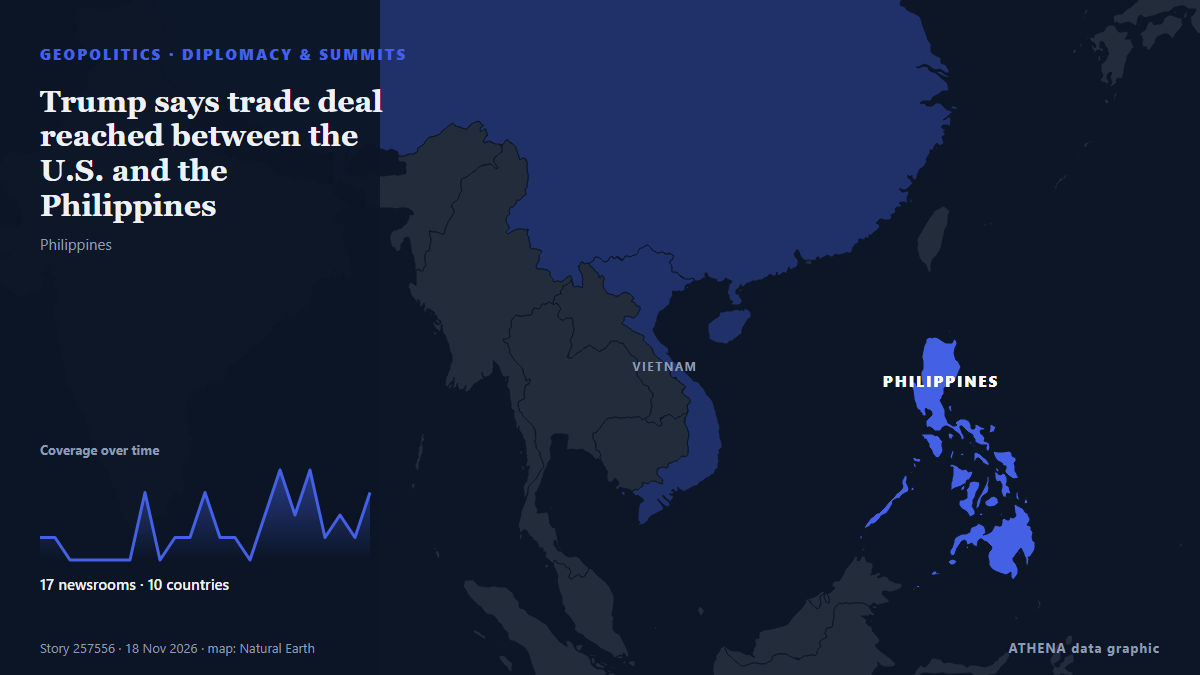 GEOPOLITICS · DIPLOMACY & SUMMITS
Trump says trade deal
reached between the
U.S. and the
Philippines
Philippines
VIETNAM
PHILIPPINES
Coverage over time
17 newsrooms · 10 countries
Story 257556 · 18 Nov 2026 · map: Natural Earth
ATHENA data graphic